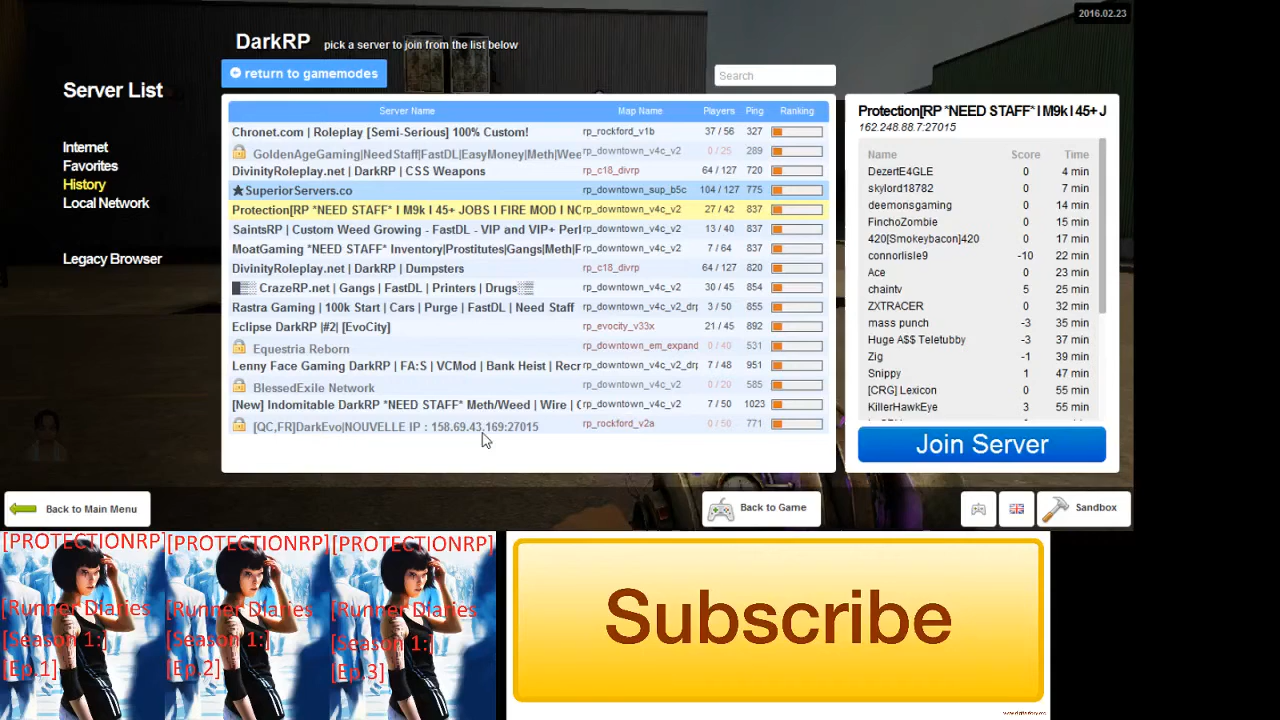 2016.02.23
DarkRP pick a server to join from the list below
return to gamemodes
Search
Server List
Internet
Favorites
History
Local Network
Legacy Browser
Server Name Map Name Players Ping Ranking
Chronet.com | Roleplay [Semi-Serious] 100% Custom! rp_rockford_v1b 37 / 56 327
GoldenAgeGaming|NeedStaff|FastDL|EasyMoney|Meth|Wee rp_downtown_v4c_v2 0 / 25 289
DivinityRoleplay.net | DarkRP | CSS Weapons rp_c18_divrp 64 / 127 720
★SuperiorServers.co rp_downtown_sup_b5c 104 / 127 775
Protection[RP *NEED STAFF* I M9k I 45+ JOBS I FIRE MOD I NO rp_downtown_v4c_v2 27 / 42 837
SaintsRP | Custom Weed Growing - FastDL - VIP and VIP+ Perl rp_downtown_v4c_v2 13 / 40 837
MoatGaming *NEED STAFF* Inventory|Prostitutes|Gangs|Meth|F rp_downtown_v4c_v2 7 / 64 837
DivinityRoleplay.net | DarkRP | Dumpsters rp_c18_divrp 64 / 127 820
█▓▒░ CrazeRP.net | Gangs | FastDL | Printers | Drugs░▒▓ rp_downtown_v4c_v2 30 / 45 854
Rastra Gaming | 100k Start | Cars | Purge | FastDL | Need Staff rp_downtown_v4c_v2_drp 3 / 50 855
Eclipse DarkRP |#2| [EvoCity] rp_evocity_v33x 21 / 45 892
Equestria Reborn rp_downtown_em_expand 0 / 40 531
Lenny Face Gaming DarkRP | FA:S | VCMod | Bank Heist | Recr rp_downtown_v4c_v2_drp 7 / 48 951
BlessedExile Network rp_downtown_v4c_v2 0 / 20 585
[New] Indomitable DarkRP *NEED STAFF* Meth/Weed | Wire | C rp_downtown_v4c_v2 7 / 50 1023
[QC,FR]DarkEvo|NOUVELLE IP : 158.69.43.169:27015 rp_rockford_v2a 0 / 50 771
Protection[RP *NEED STAFF* I M9k I 45+ J
162.248.88.7:27015
Name Score Time
DezertE4GLE 0 4 min
skylord18782 0 7 min
deemonsgaming 0 14 min
FinchoZombie 0 15 min
420[Smokeybacon]420 0 17 min
connorlisle9 -10 22 min
Ace 0 23 min
chaintv 5 25 min
ZXTRACER 0 32 min
mass punch -3 35 min
Huge A$$ Teletubby -3 37 min
Zig -1 39 min
Snippy 1 47 min
[CRG] Lexicon 0 55 min
KillerHawkEye 3 55 min
Join Server
Back to Main Menu
Back to Game
Sandbox
[PROTECTIONRP] [PROTECTIONRP] [PROTECTIONRP]
[Runner Diaries [Runner Diaries [Runner Diaries
[Season 1:] [Season 1:] [Season 1:]
[Ep.1] [Ep.2] [Ep.3]
Subscribe